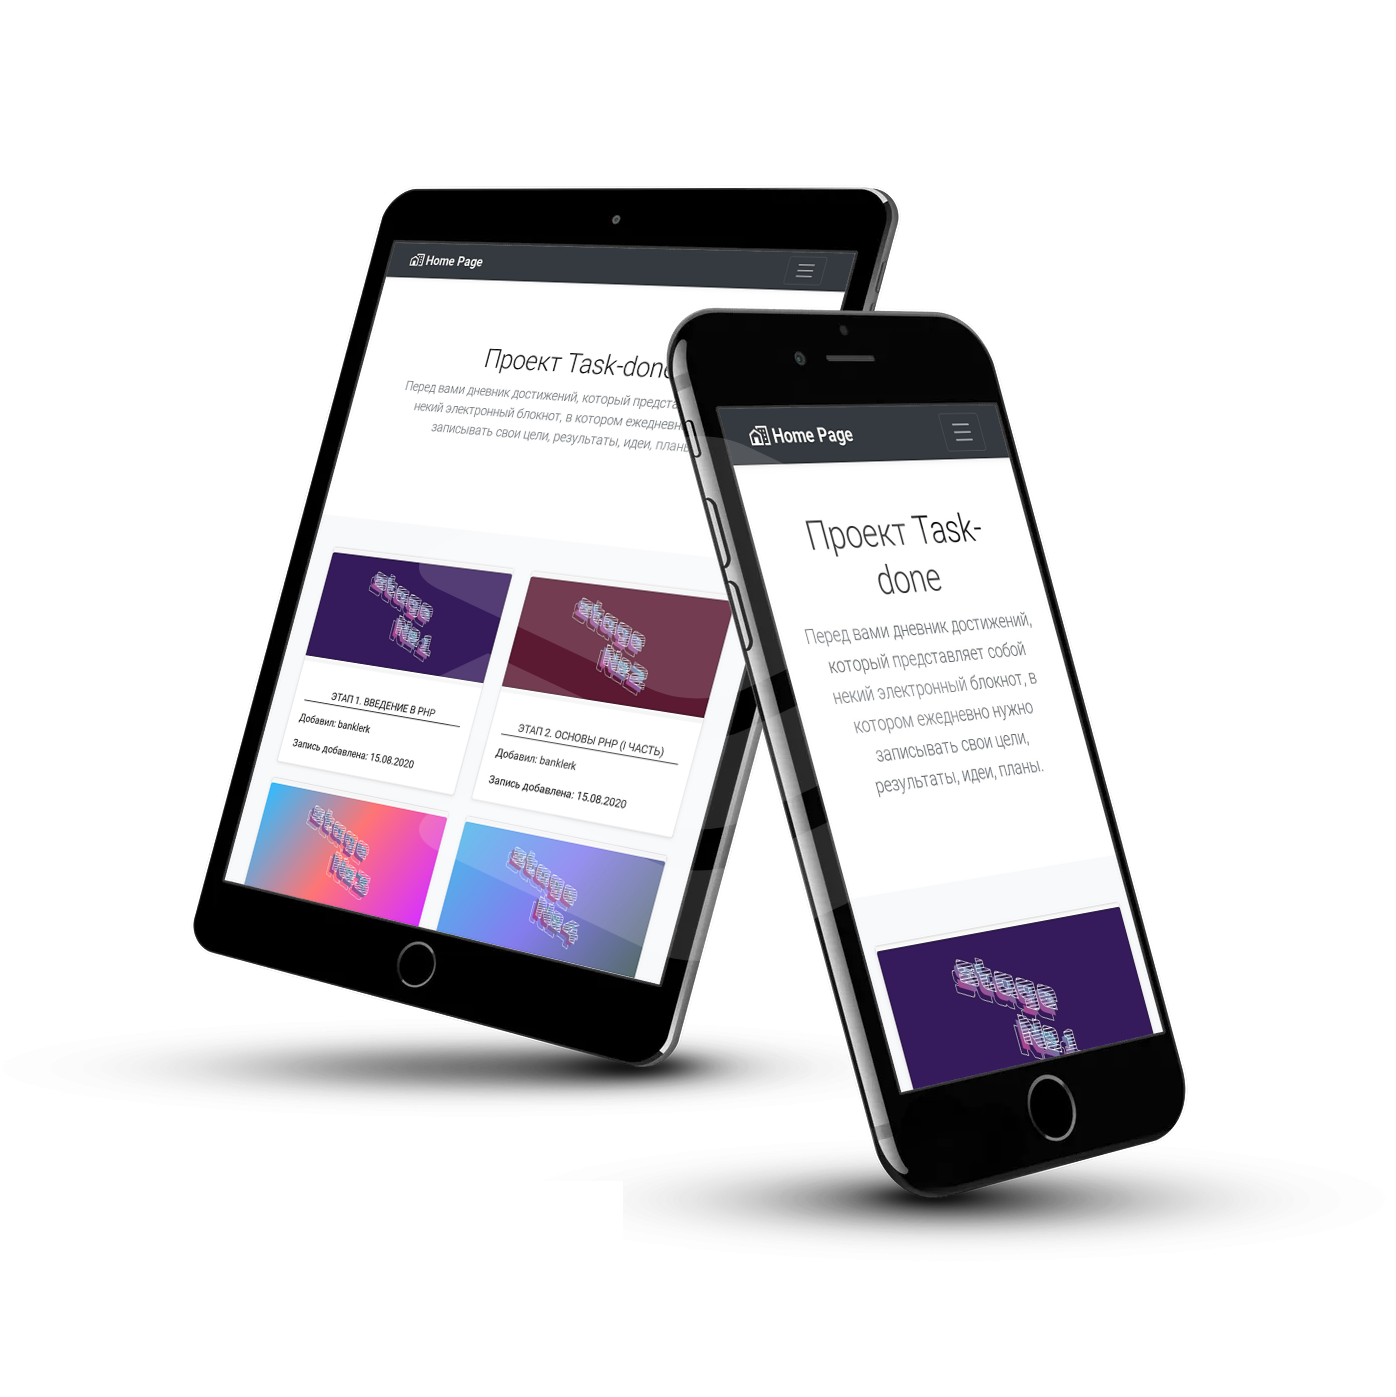 Home Page
Проект Task-done
Перед вами дневник достижений, который предста
некий электронный блокнот, в котором ежедневн
записывать свои цели, результаты, идеи, план
stage
№1
stage
№2
ЭТАП 1. ВВЕДЕНИЕ В PHP
Добавил: banklerk
Запись добавлена: 15.08.2020
ЭТАП 2. ОСНОВЫ PHP (I ЧАСТЬ)
Добавил: banklerk
Запись добавлена: 15.08.2020
stage
№3
stage
№4
Home Page
Проект Task-
done
Перед вами дневник достижений,
который представляет собой
некий электронный блокнот, в
котором ежедневно нужно
записывать свои цели,
результаты, идеи, планы.
stage
№1